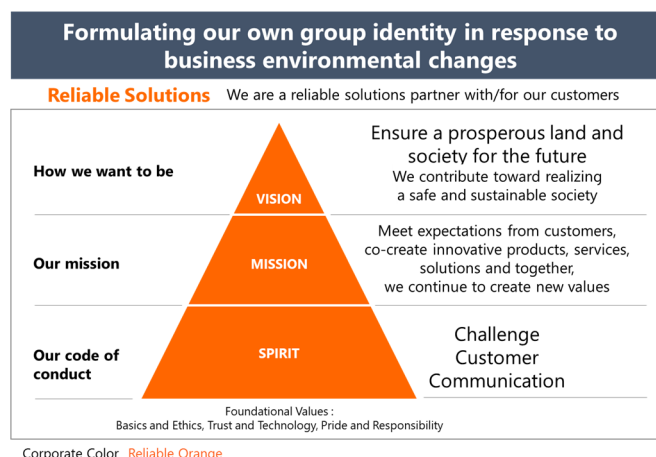 Formulating our own group identity in response to
business environmental changes
Reliable Solutions We are a reliable solutions partner with/for our customers
How we want to be
VISION
Ensure a prosperous land and
society for the future
We contribute toward realizing
a safe and sustainable society
Our mission
MISSION
Meet expectations from customers,
co-create innovative products, services,
solutions and together,
we continue to create new values
Our code of
conduct
SPIRIT
Challenge
Customer
Communication
Foundational Values :
Basics and Ethics, Trust and Technology, Pride and Responsibility
Corporate Color Reliable Orange